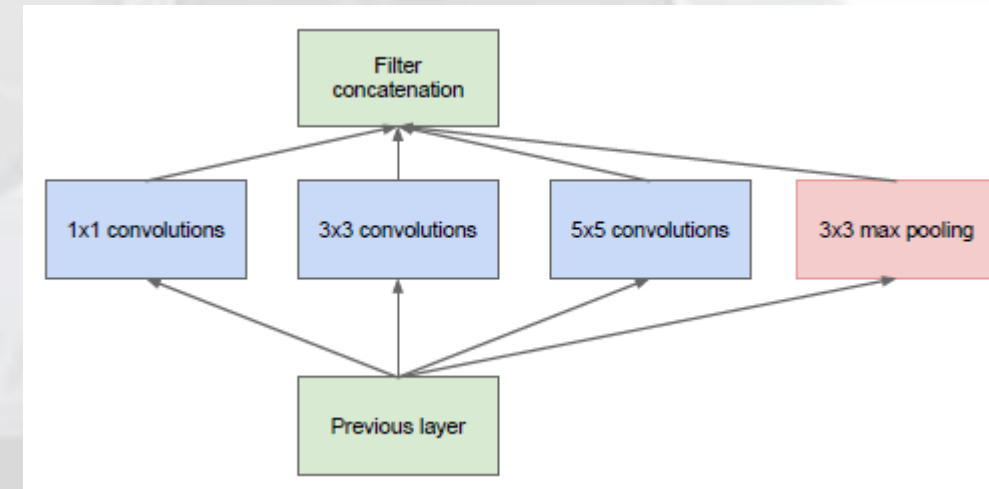 Filter
concatenation
1x1 convolutions
3x3 convolutions
5x5 convolutions
3x3 max pooling
Previous layer